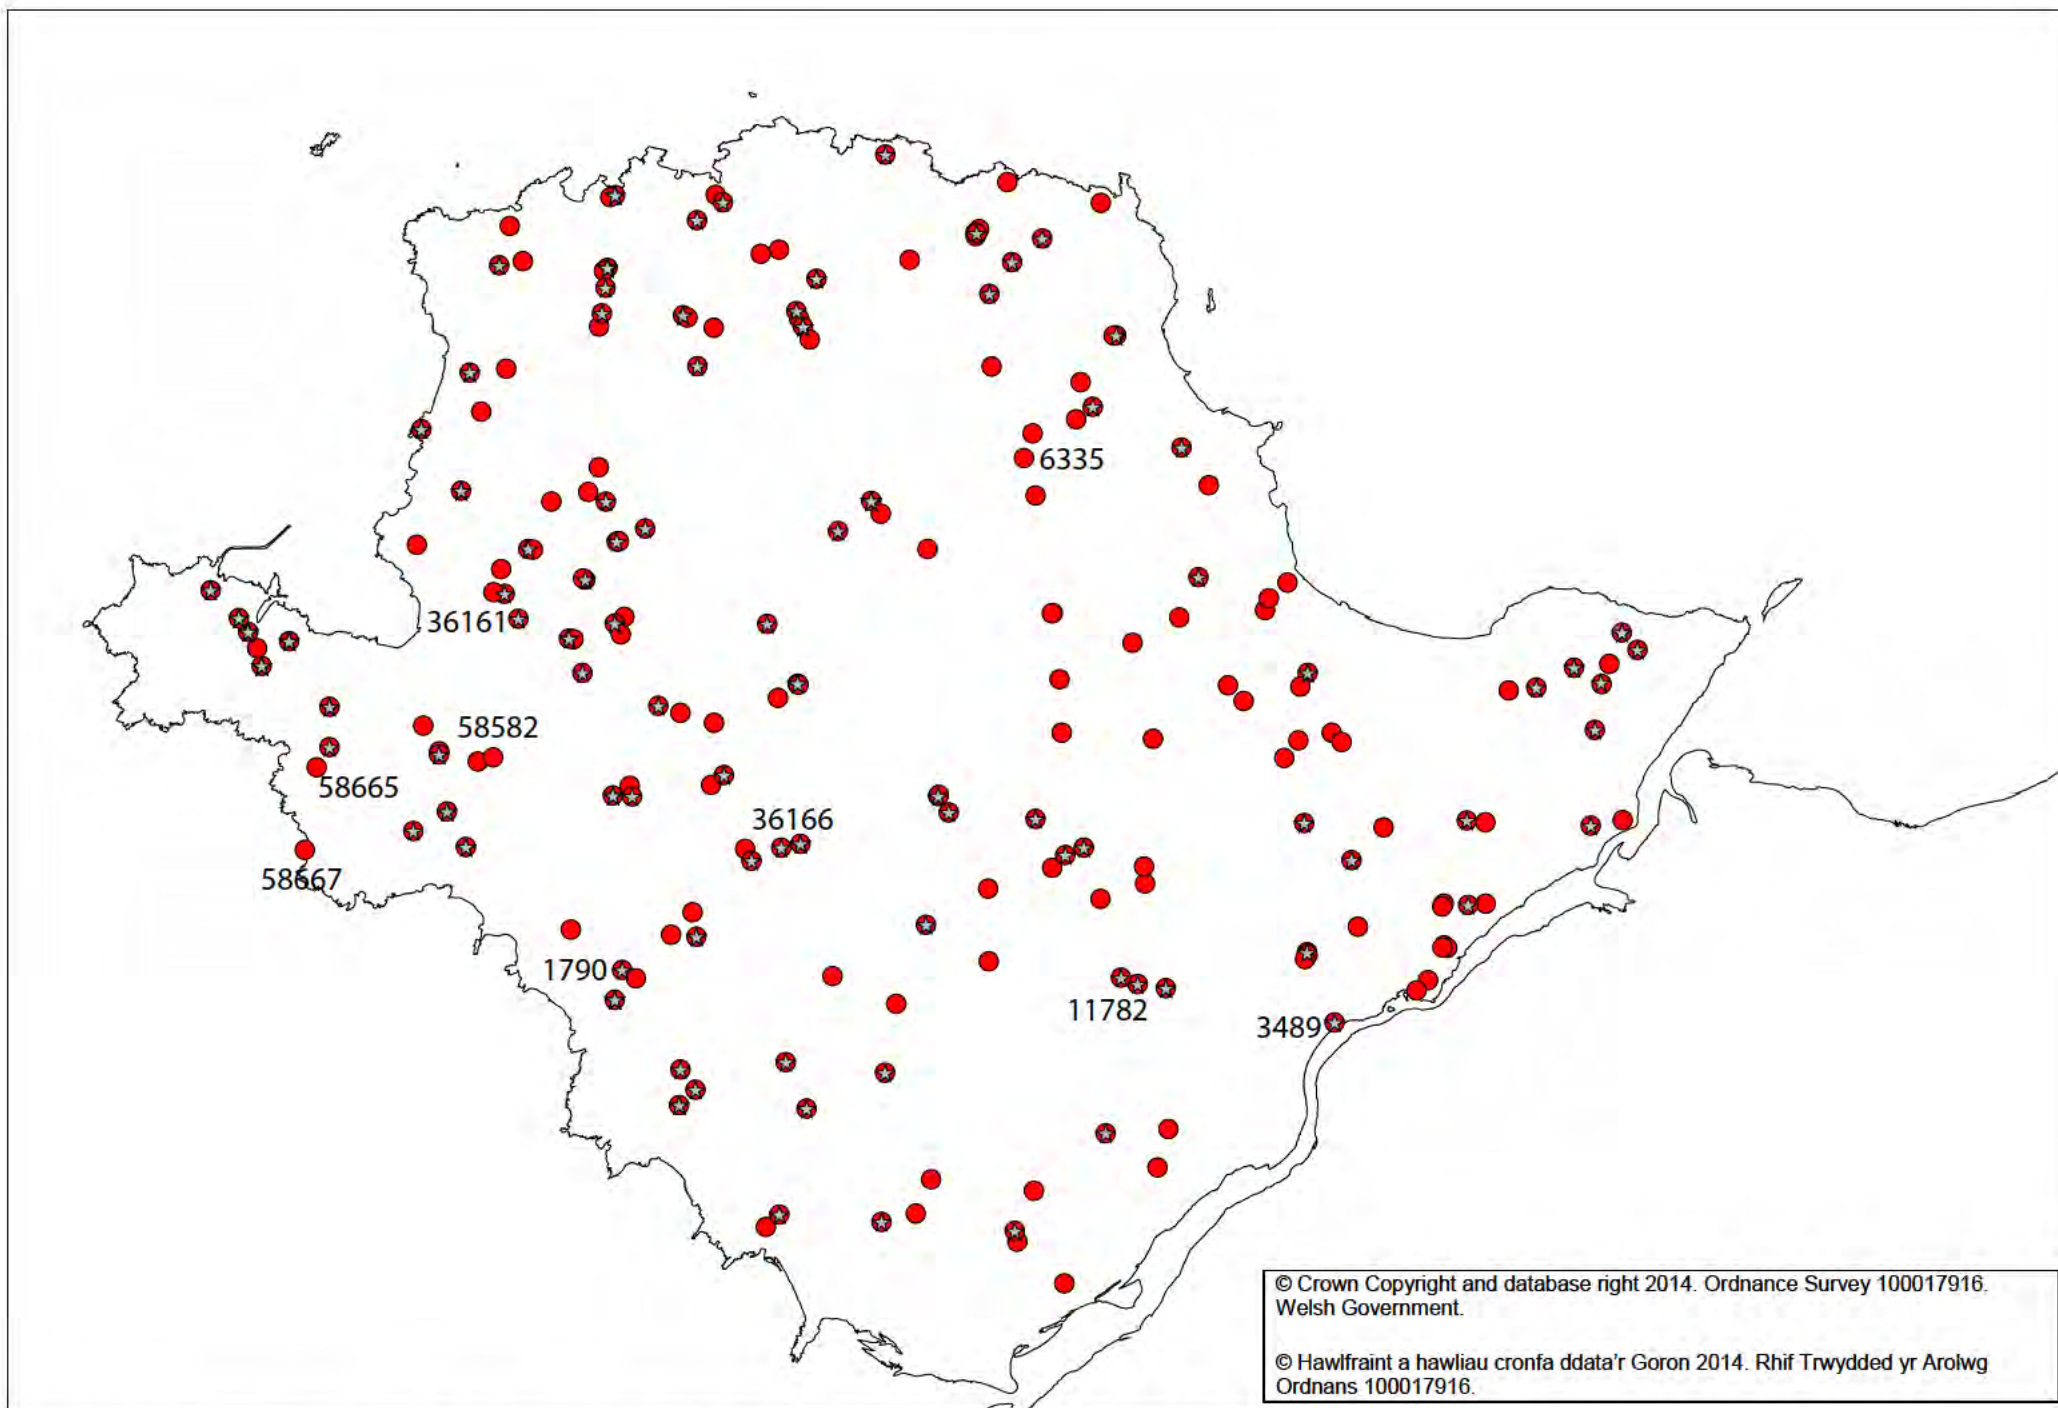 6335
36161
58582
58665
36166
58667
1790
11782
3489
© Crown Copyright and database right 2014. Ordnance Survey 100017916.
Welsh Government.
© Hawlfraint a hawliau cronfa ddata'r Goron 2014. Rhif Trwydded yr Arolwg
Ordnans 100017916.